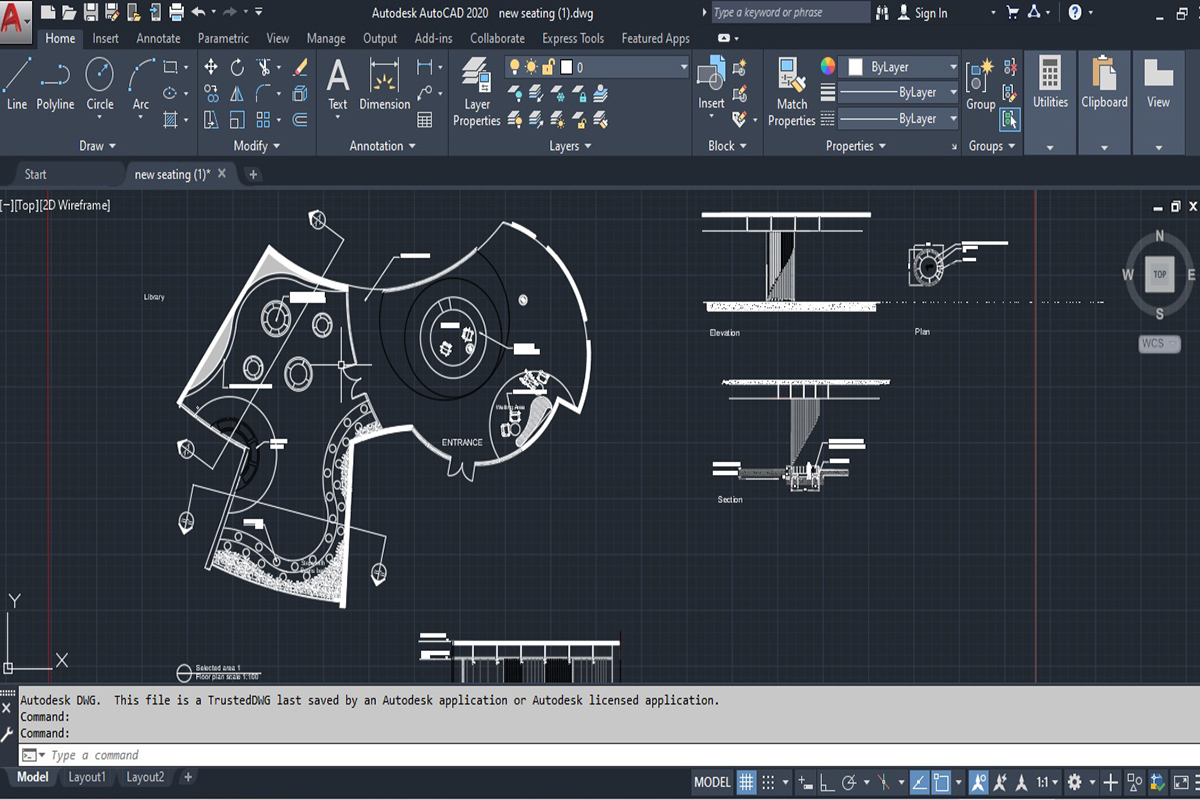 Autodesk AutoCAD 2020 new seating (1).dwg
Type a keyword or phrase
Sign In
Home Insert Annotate Parametric View Manage Output Add-ins Collaborate Express Tools Featured Apps
0
ByLayer
ByLayer
ByLayer
Line Polyline Circle Arc
Text Dimension
Layer Properties
Insert
Match Properties
Group
Utilities Clipboard View
Draw Modify Annotation Layers Block Properties Groups
Start new seating (1)*
[−][Top][2D Wireframe]
N
W TOP E
S
WCS
Library
Elevation
Plan
Waiting Area
ENTRANCE
Section
Y
X
Selected area 1
Floor plan scale 1:100
Autodesk DWG. This file is a TrustedDWG last saved by an Autodesk application or Autodesk licensed application.
Command:
Command:
Type a command
Model Layout1 Layout2 +
MODEL
1:1